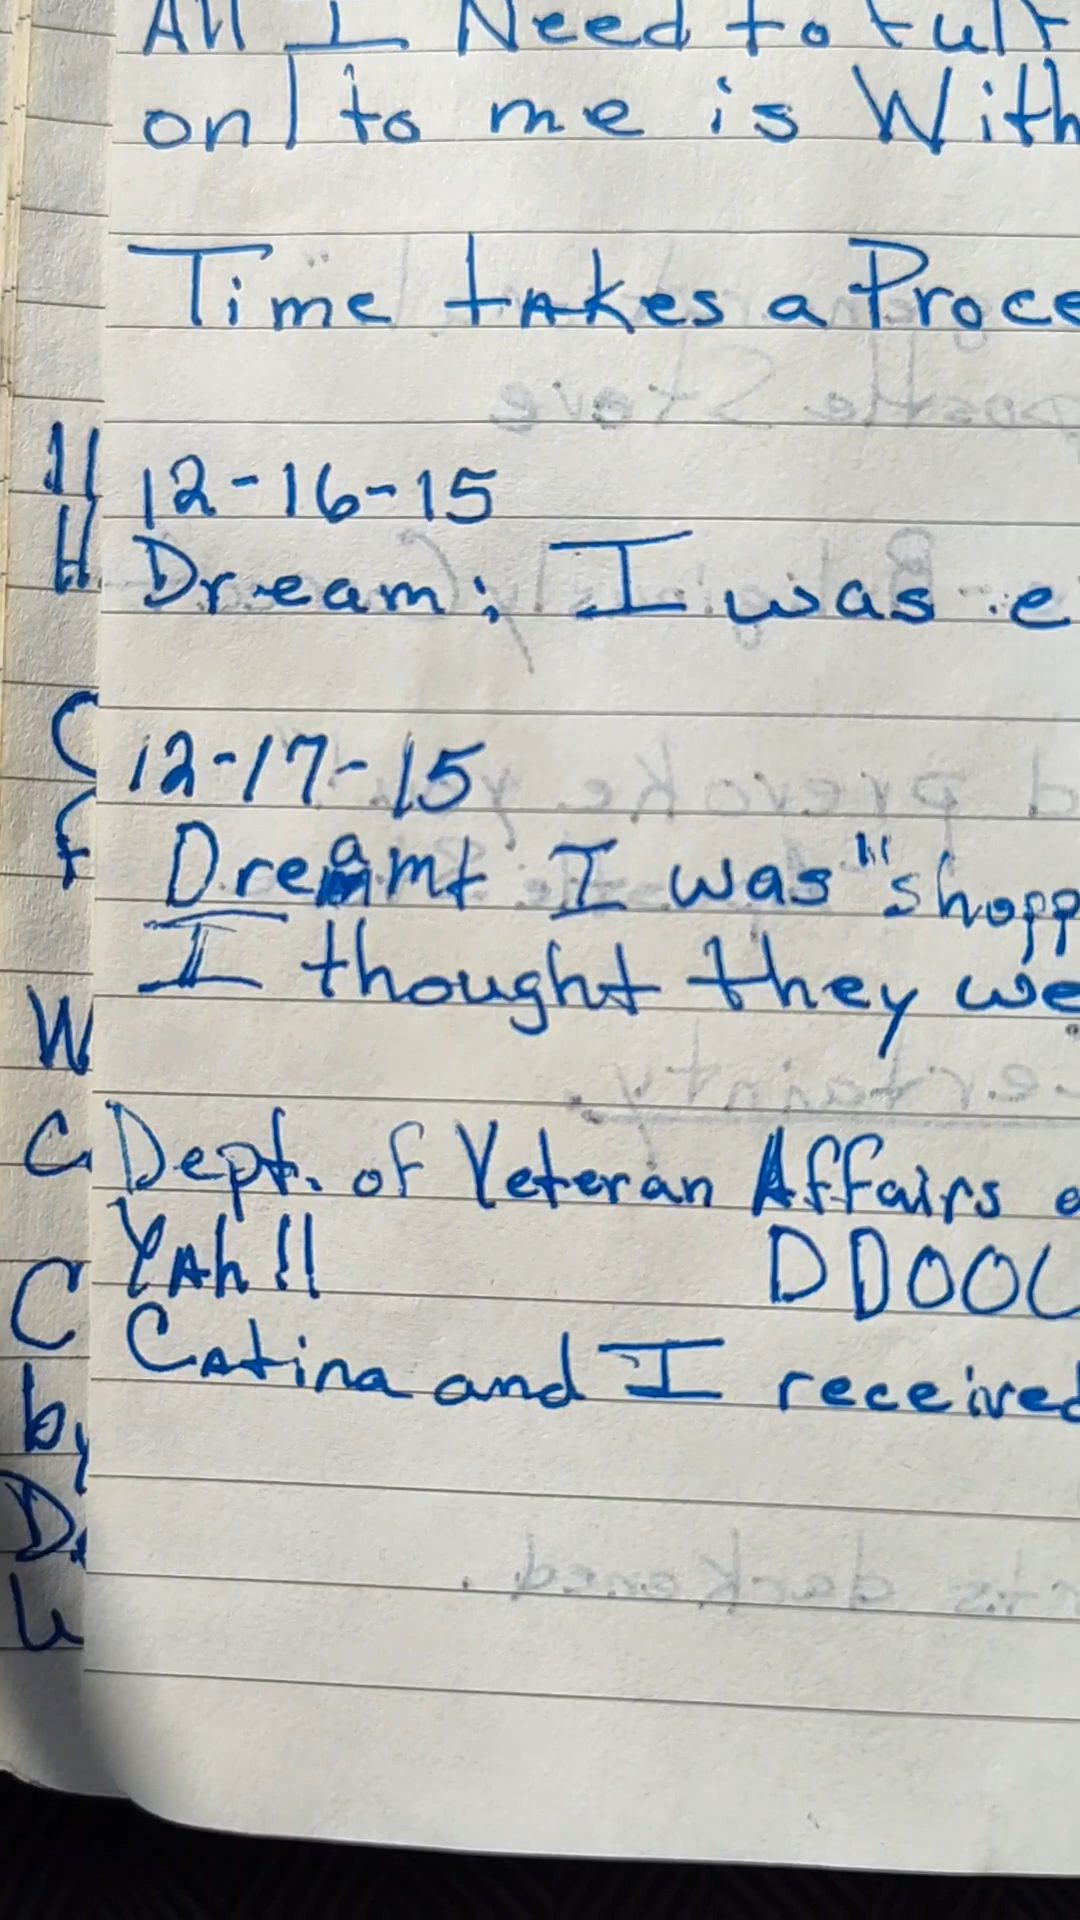 All I Need to
on to me is With
Time takes a Proce
12-16-15
Dream: I was e
12-17-15
Dreamt I was "shopp
I thought they we
Dept. of Veteran Affairs
YAh!!
DDOO
Catina and I received